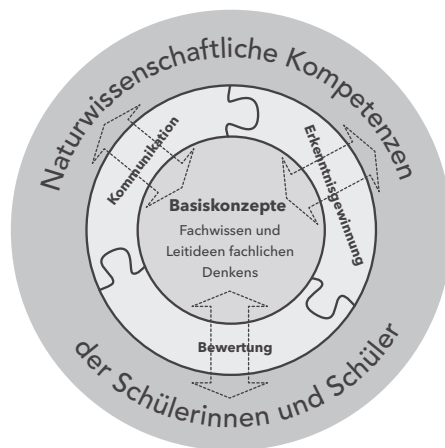 Naturwissenschaftliche Kompetenzen
Kommunikation
Erkenntnisgewinnung
Basiskonzepte
Fachwissen und
Leitideen fachlichen
Denkens
Bewertung
der Schülerinnen und Schüler